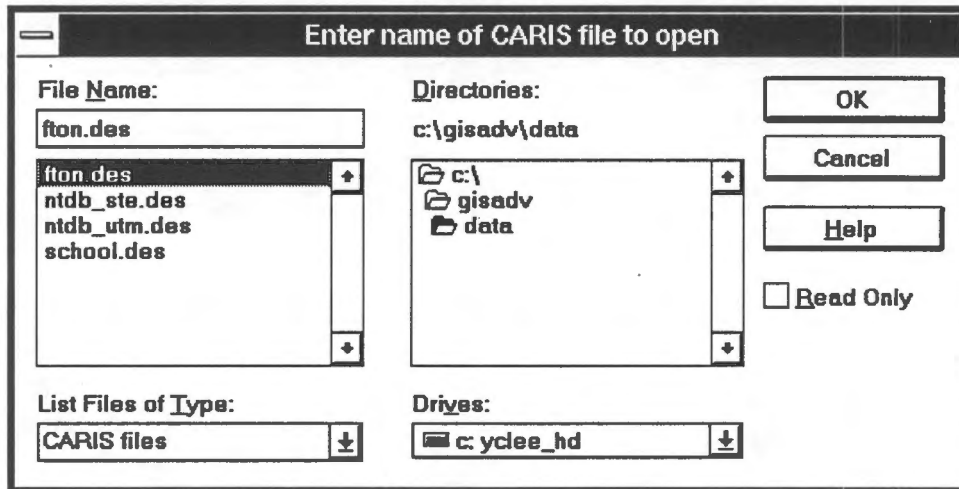 Enter name of CARIS file to open
File Name:
fton.des
fton.des
ntdb_ste.des
ntdb_utm.des
school.des
List Files of Type:
CARIS files
Directories:
c:\gisadv\data
c:\
gisadv
data
Drives:
c: yclee_hd
OK
Cancel
Help
Read Only